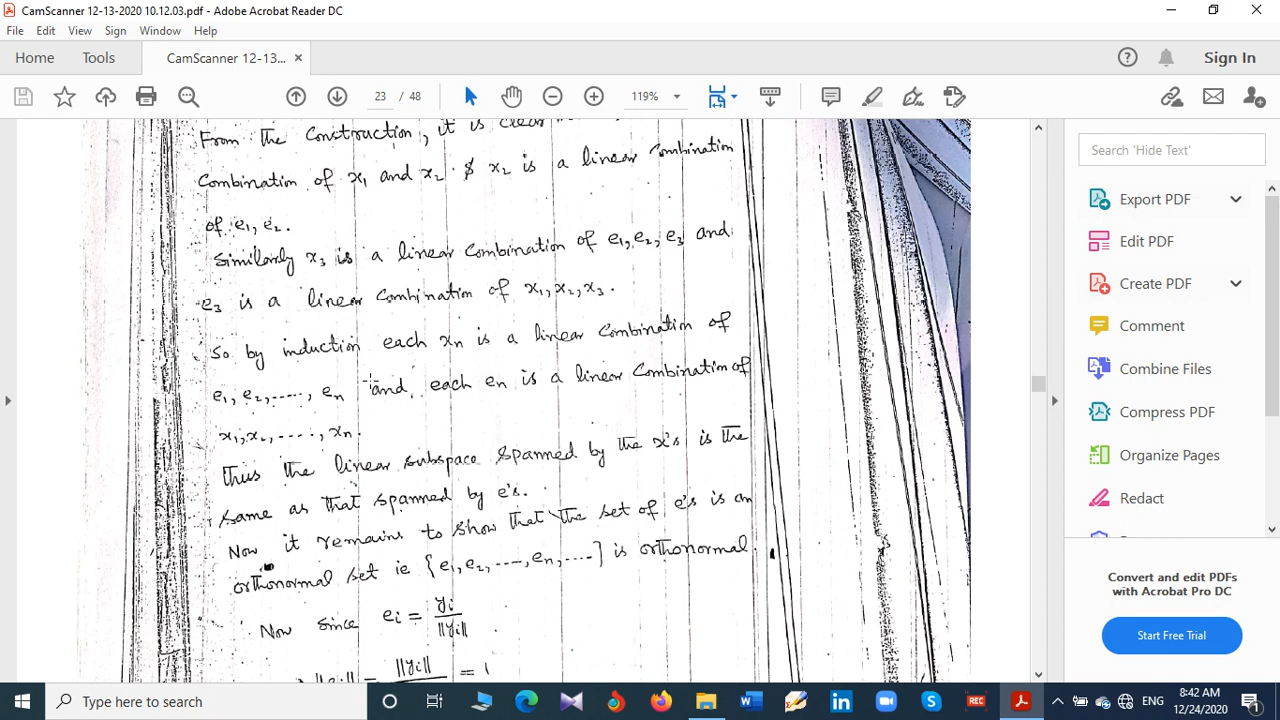 CamScanner 12-13-2020 10.12.03.pdf - Adobe Acrobat Reader DC
File Edit View Sign Window Help
Home Tools CamScanner 12-13... × Sign In
23 / 48 119%
From the Construction, it is clear
Combination of x1 and x2 . & x2 is a linear combination
of e1, e2.
Similarly x3 is a linear combination of e1, e2, e3 and
e3 is a linear combination of x1, x2, x3.
So by induction each xn is a linear combination of
e1, e2, ....., en and each en is a linear combination of
x1, x2, ....., xn.
Thus the linear subspace spanned by the x's is the
same as that spanned by e's.
Now it remains to show that the set of e's is an
orthonormal set ie {e1, e2, ....., en, ....} is orthonormal.
Now since ei = yi / ||yi||
||yi|| = 1
Search 'Hide Text'
Export PDF
Edit PDF
Create PDF
Comment
Combine Files
Compress PDF
Organize Pages
Redact
Convert and edit PDFs
with Acrobat Pro DC
Start Free Trial
Type here to search
ENG
8:42 AM
12/24/2020